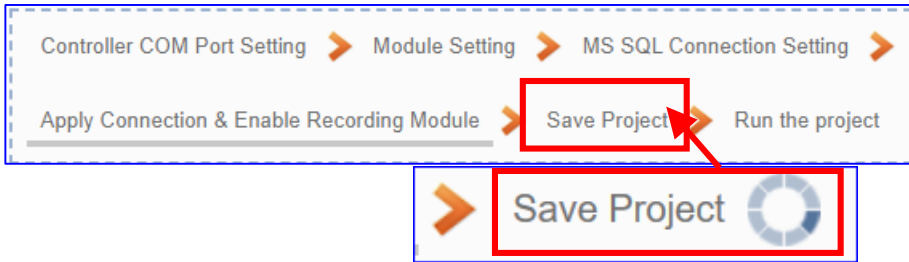 Controller COM Port Setting Module Setting MS SQL Connection Setting
Apply Connection & Enable Recording Module Save Project Run the project
Save Project